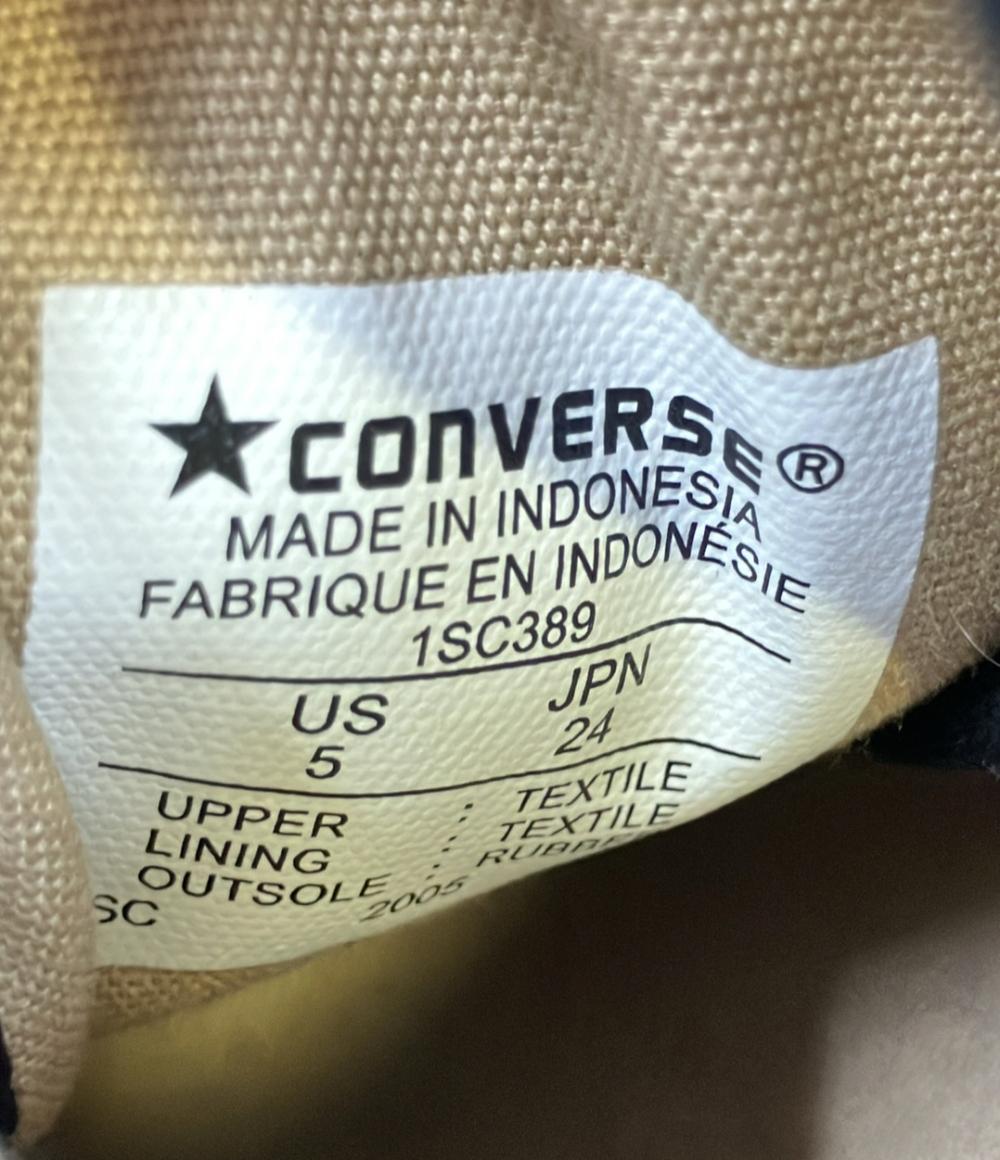 ★CONVERSE®
MADE IN INDONESIA
FABRIQUE EN INDONÉSIE
1SC389
US JPN
5 24
UPPER : TEXTILE
LINING : TEXTILE
OUTSOLE : RUBBER
SC 2005